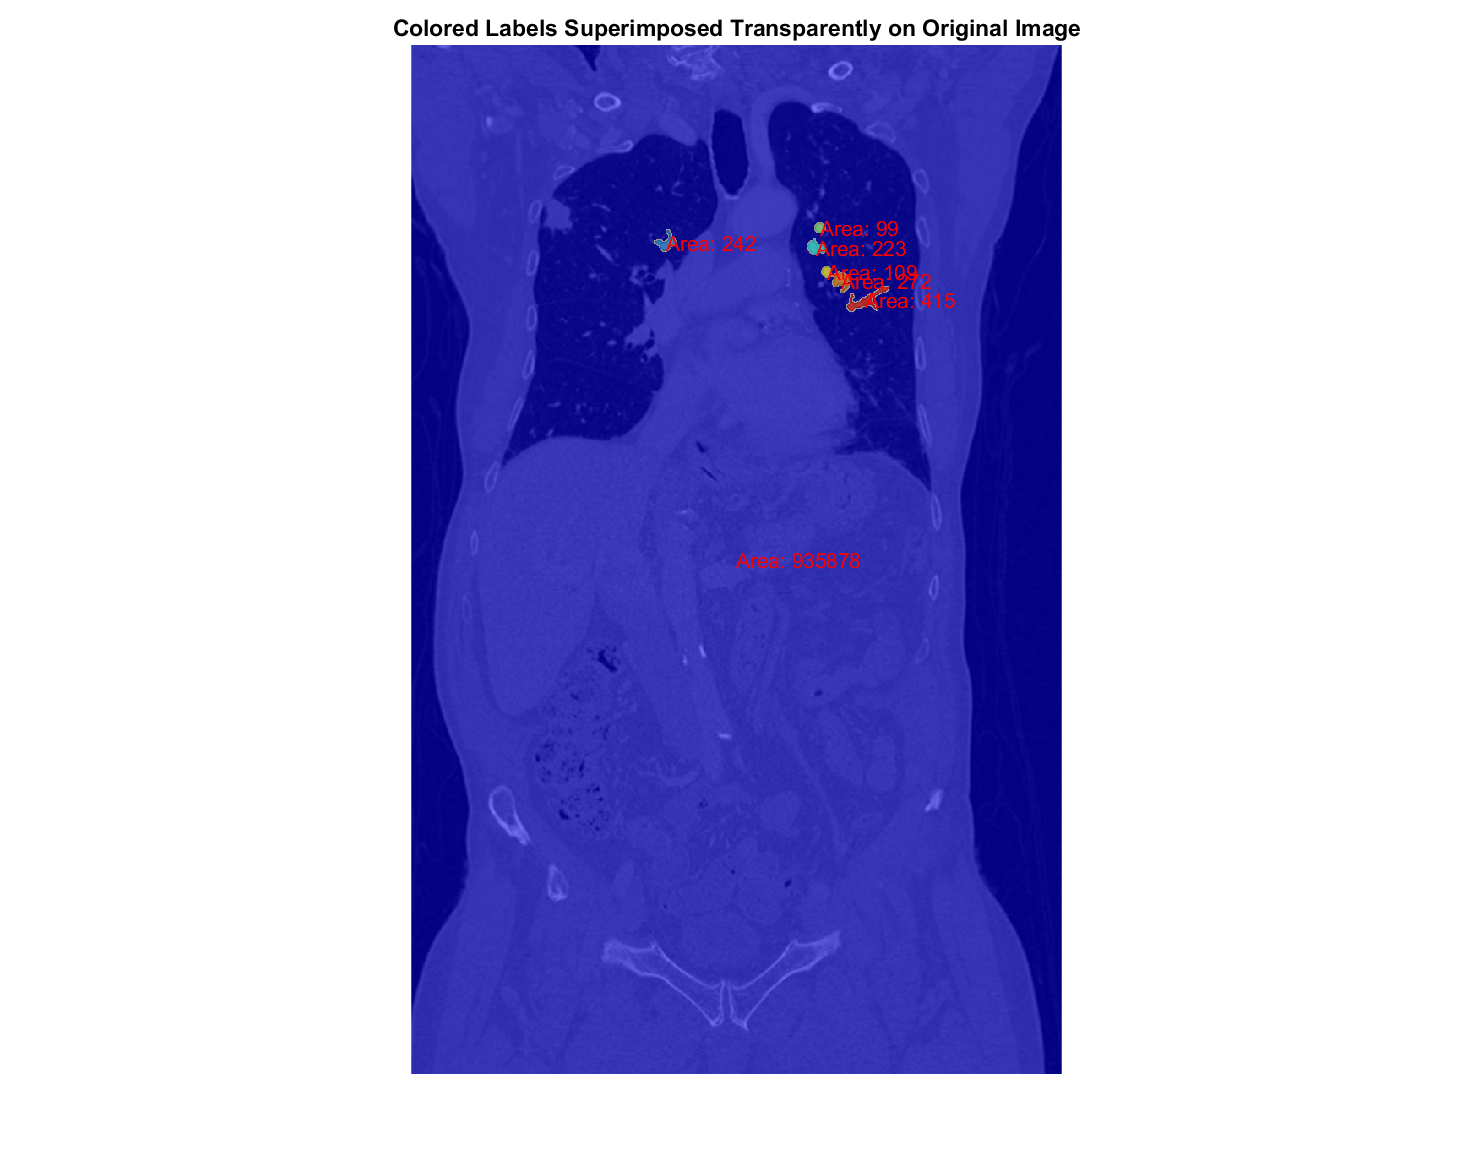 Colored Labels Superimposed Transparently on Original Image
Area: 99
Area: 242
Area: 223
Area: 109
Area: 272
Area: 415
Area: 935878